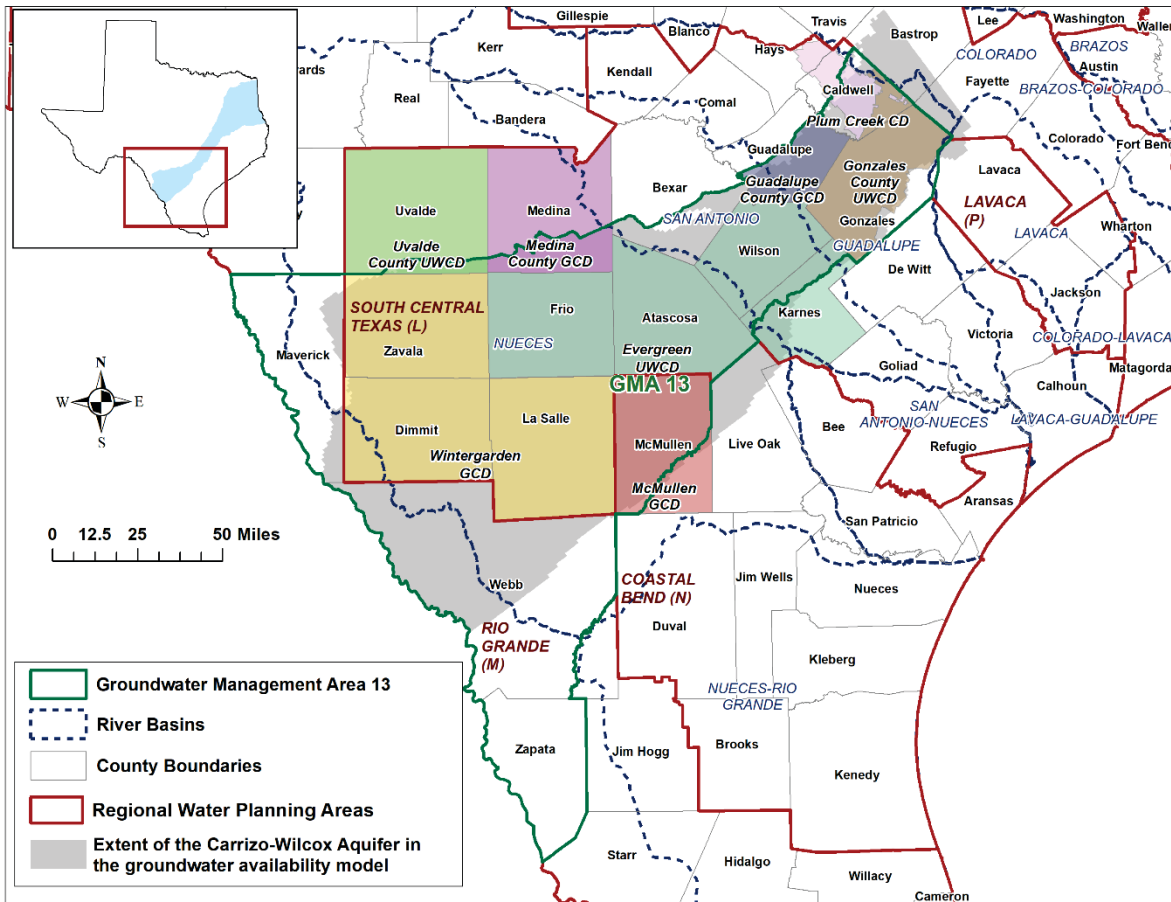 Gillespie
Blanco
Travis
Lee
Washington
Waller
Kerr
Hays
Bastrop
COLORADO
BRAZOS
Austin
Kendall
Fayette
BRAZOS-COLORADO
Real
Caldwell
Comal
Bandera
Plum Creek CD
Colorado
Fort Bend
Guadalupe
Lavaca
Bexar
Guadalupe
County GCD
Gonzales
County
UWCD
Uvalde
Medina
SAN ANTONIO
Gonzales
LAVACA
(P)
LAVACA
Wharton
Uvalde
County UWCD
Medina
County GCD
Wilson
GUADALUPE
De Witt
SOUTH CENTRAL
TEXAS (L)
Frio
Atascosa
Karnes
Jackson
Maverick
Zavala
NUECES
Evergreen
UWCD
Victoria
COLORADO-LAVACA
Goliad
Matagorda
GMA 13
Calhoun
N
W
E
S
Dimmit
La Salle
SAN
ANTONIO-NUECES
LAVACA-GUADALUPE
Bee
McMullen
Live Oak
Refugio
Wintergarden
GCD
McMullen
GCD
Aransas
San Patricio
0 12.5 25 50 Miles
Webb
COASTAL
BEND (N)
Jim Wells
Nueces
Duval
RIO
GRANDE
(M)
Kleberg
NUECES-RIO
GRANDE
Zapata
Jim Hogg
Brooks
Kenedy
Starr
Hidalgo
Willacy
Cameron
Groundwater Management Area 13
River Basins
County Boundaries
Regional Water Planning Areas
Extent of the Carrizo-Wilcox Aquifer in
the groundwater availability model